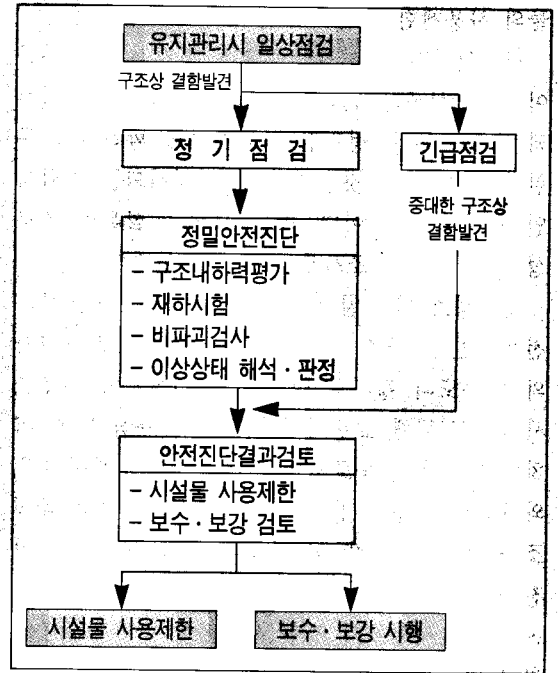 유지관리시 일상점검
구조상 결함발견
정 기 점 검
긴급점검
중대한 구조상
결함발견
정밀안전진단
– 구조내하력평가
– 재하시험
– 비파괴검사
– 이상상태 해석 · 판정
안전진단결과검토
– 시설물 사용제한
– 보수 · 보강 검토
시설물 사용제한
보수 · 보강 시행